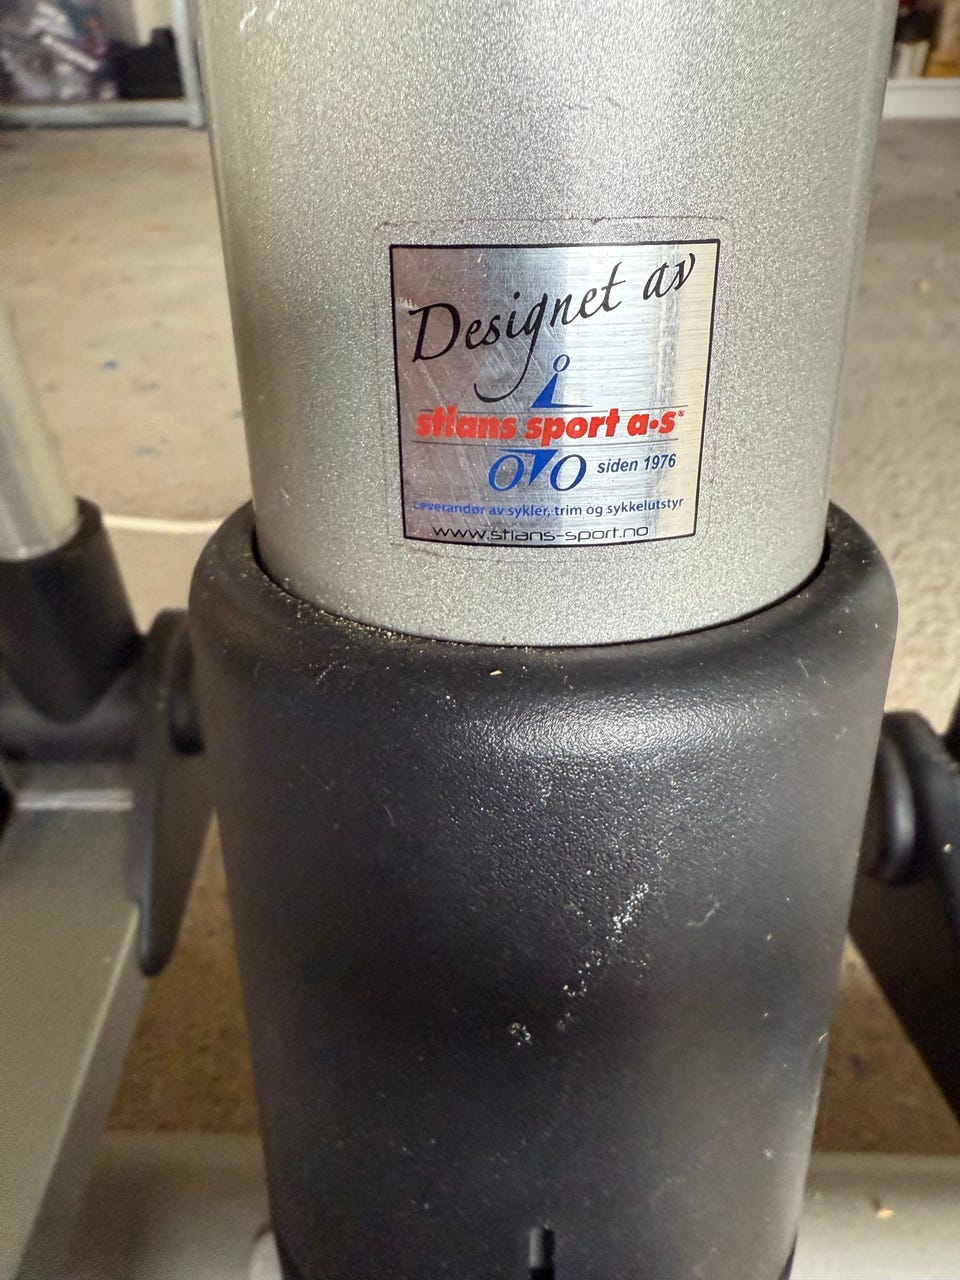 Designet av
stians sport a·s®
siden 1976
Leverandør av sykler, trim og sykkelutstyr
www.stians-sport.no